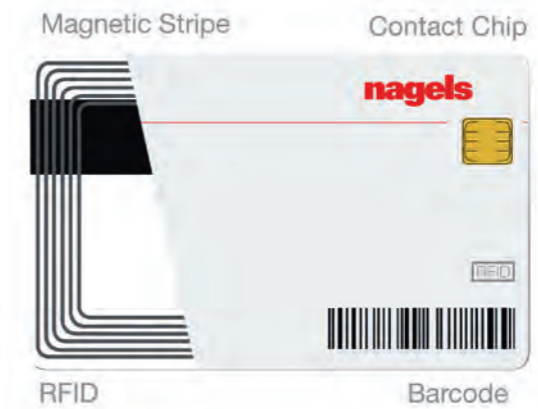 Magnetic Stripe
Contact Chip
nagels
RFID
RFID
Barcode